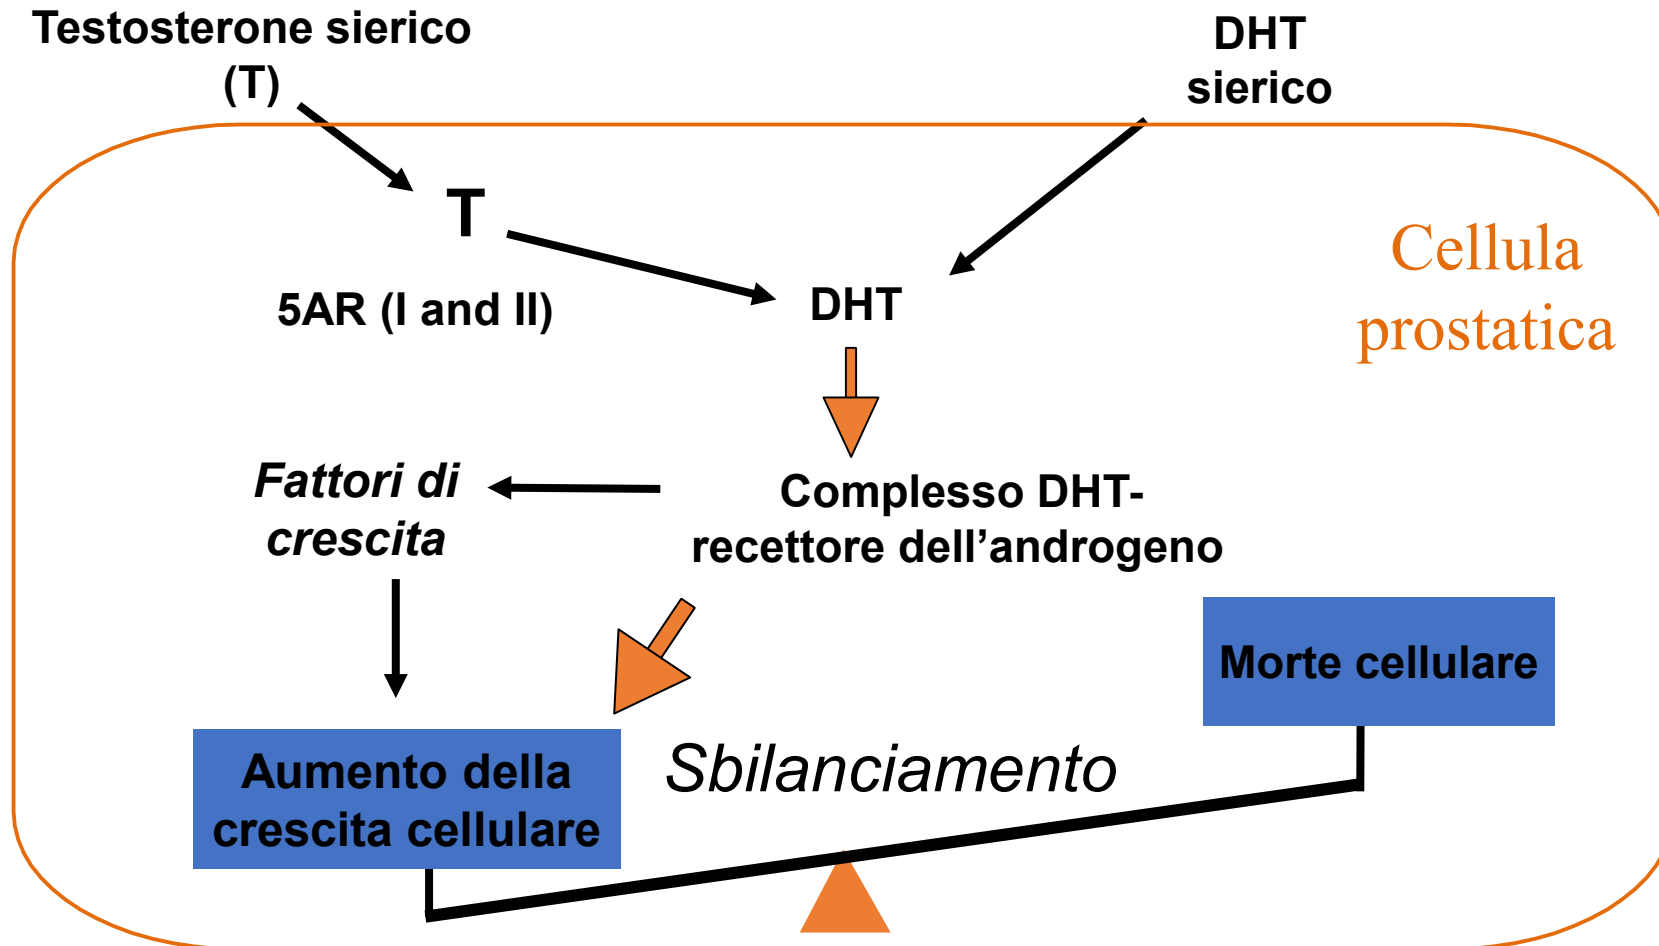 Testosterone sierico
(T)
DHT
sierico
T
Cellula
prostatica
5AR (I and II)
DHT
Fattori di
crescita
Complesso DHT-
recettore dell’androgeno
Morte cellulare
Aumento della
crescita cellulare
Sbilanciamento